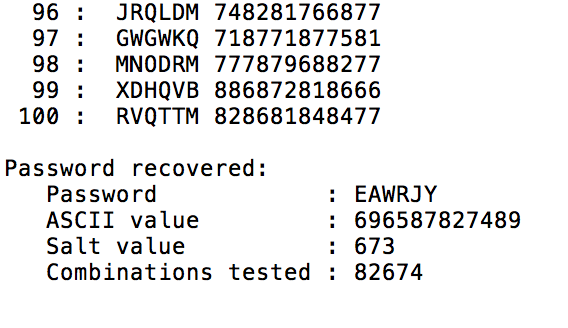 96 : JRQLDM 748281766877
97 : GWGWKQ 718771877581
98 : MNODRM 777879688277
99 : XDHQVB 886872818666
100 : RVQTTM 828681848477
Password recovered:
Password : EAWRJY
ASCII value : 696587827489
Salt value : 673
Combinations tested : 82674